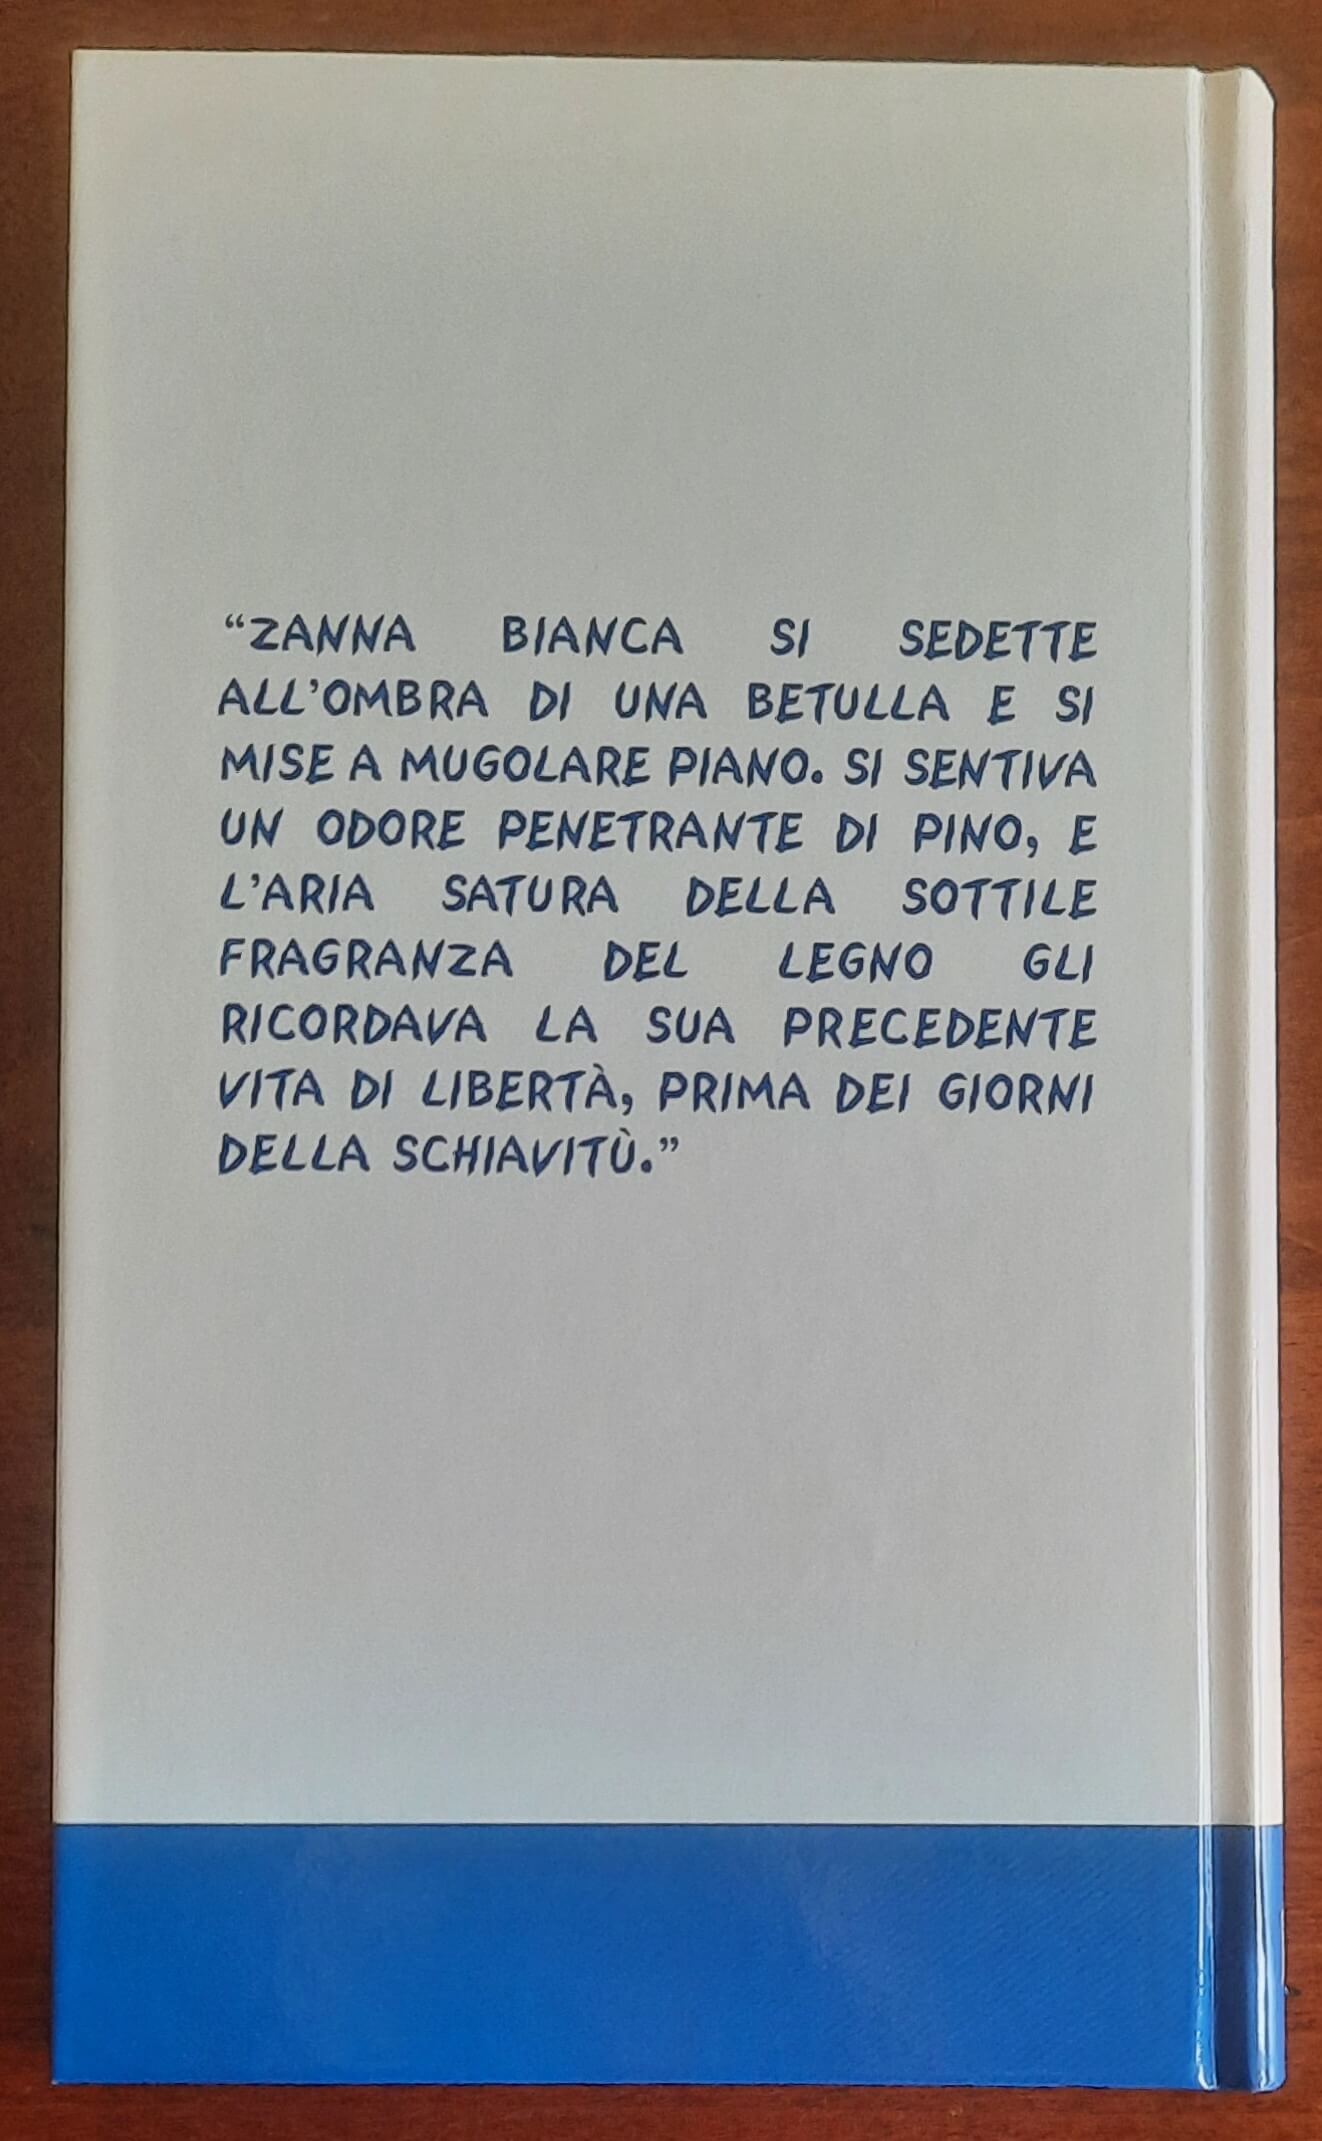 “ZANNA BIANCA SI SEDETTE
ALL’OMBRA DI UNA BETULLA E SI
MISE A MUGOLARE PIANO. SI SENTIVA
UN ODORE PENETRANTE DI PINO, E
L’ARIA SATURA DELLA SOTTILE
FRAGRANZA DEL LEGNO GLI
RICORDAVA LA SUA PRECEDENTE
VITA DI LIBERTÀ, PRIMA DEI GIORNI
DELLA SCHIAVITÙ.”